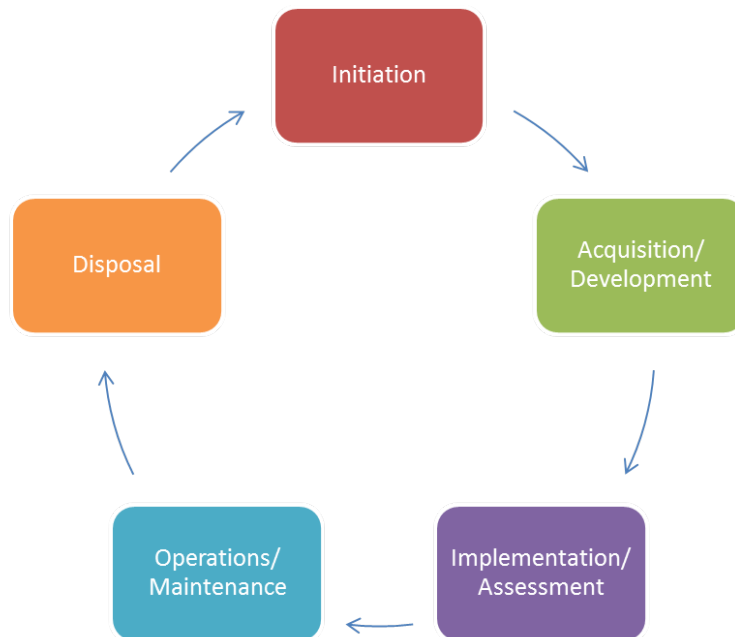 Initiation
Acquisition/
Development
Implementation/
Assessment
Operations/
Maintenance
Disposal